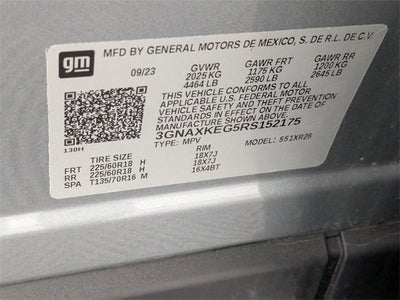 gm
MFD BY GENERAL MOTORS DE MEXICO, S. DE R.L. DE C.V.
09/23 GVWR GAWR FRT GAWR RR
2025 KG 1175 KG 1200 KG
4464 LB 2590 LB 2645 LB
THIS VEHICLE CONFORMS TO ALL
APPLICABLE U.S. FEDERAL MOTOR
VEHICLE SAFETY AND THEFT PREVENTION
STANDARDS IN EFFECT ON THE DATE OF
MANUFACTURE SHOWN ABOVE.
3GNAXKEG5RS152175
TYPE: MPV MODEL: 551XR26
130H
TIRE SIZE RIM
FRT 225/60R18 H 18X7J
RR 225/60R18 H 18X7J
SPA T135/70R16 M 16X4BT